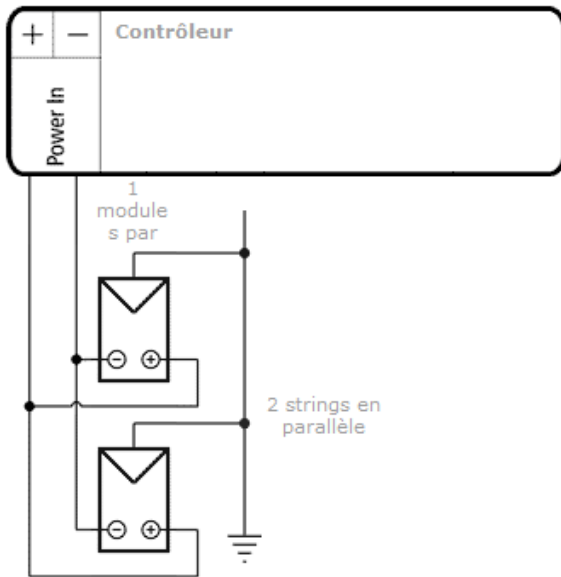 + − Contrôleur
Power In
1
module
s par
− +
2 strings en
parallèle
− +